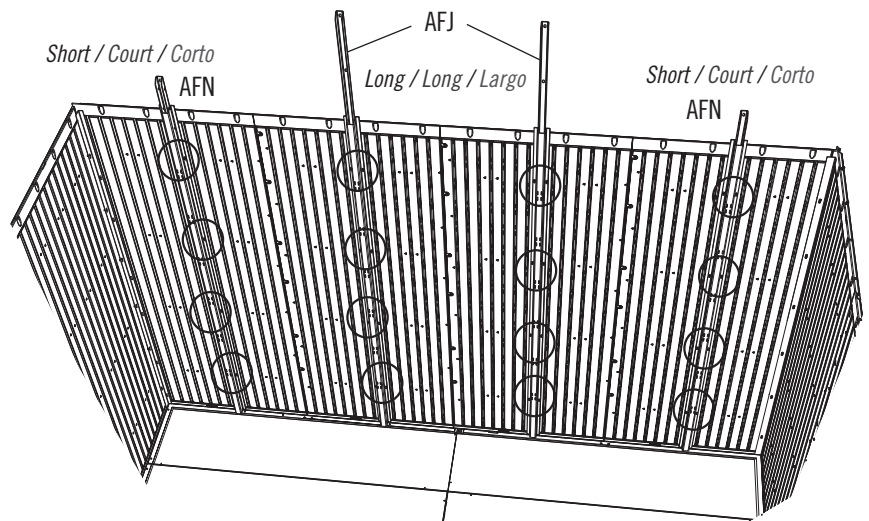 AFJ
Short / Court / Corto
AFN
Long / Long / Largo
Short / Court / Corto
AFN